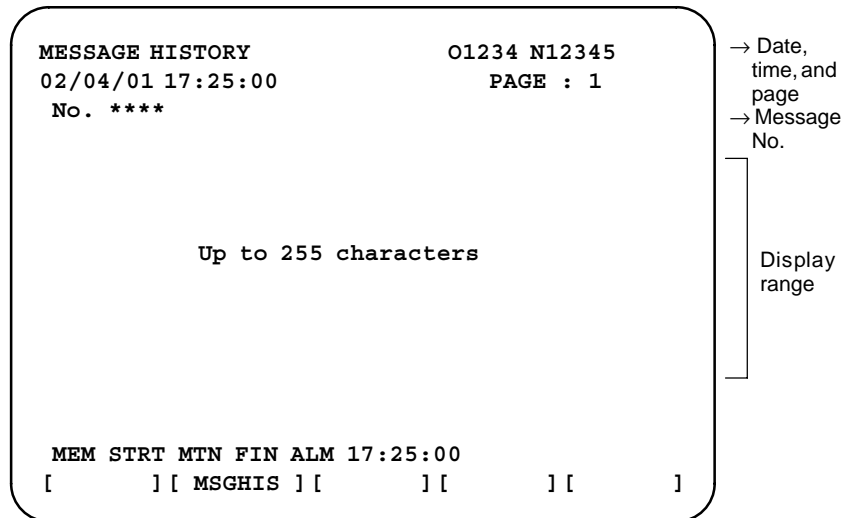 MESSAGE HISTORY O1234 N12345
02/04/01 17:25:00 PAGE : 1
No. ****
Up to 255 characters
MEM STRT MTN FIN ALM 17:25:00
[ ] [ MSGHIS ] [ ] [ ] [ ]
→ Date,
time, and
page
→ Message
No.
Display
range